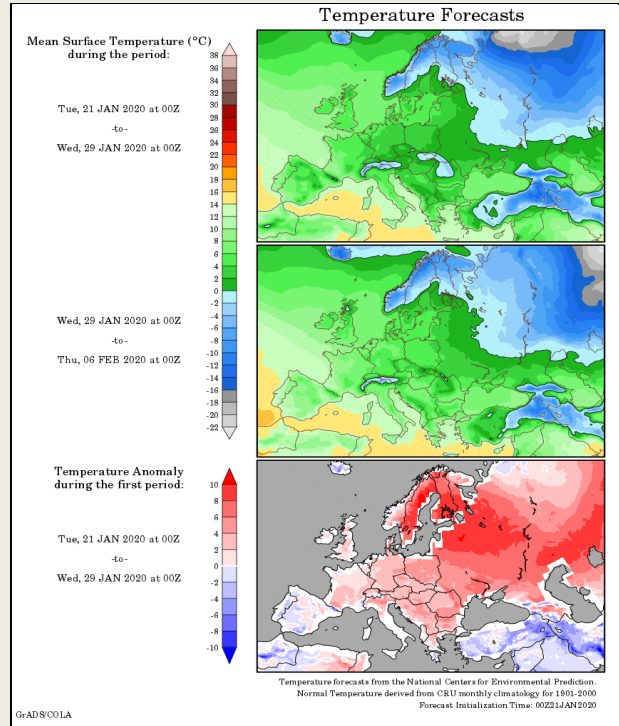 Temperature Forecasts
Mean Surface Temperature (°C)
during the period:
Tue, 21 JAN 2020 at 00Z
-to-
Wed, 29 JAN 2020 at 00Z
38
36
34
32
30
28
26
24
22
20
18
16
14
12
10
8
6
4
2
0
-2
-4
-6
-8
-10
-12
-14
-16
-18
-20
-22
Wed, 29 JAN 2020 at 00Z
-to-
Thu, 06 FEB 2020 at 00Z
Temperature Anomaly
during the first period:
Tue, 21 JAN 2020 at 00Z
-to-
Wed, 29 JAN 2020 at 00Z
10
8
6
4
2
0
-2
-4
-6
-8
-10
Temperature forecasts from the National Centers for Environmental Prediction.
Normal Temperature derived from CRU monthly climatology for 1901-2000
Forecast Initialization Time: 00Z21JAN2020
GrADS/COLA